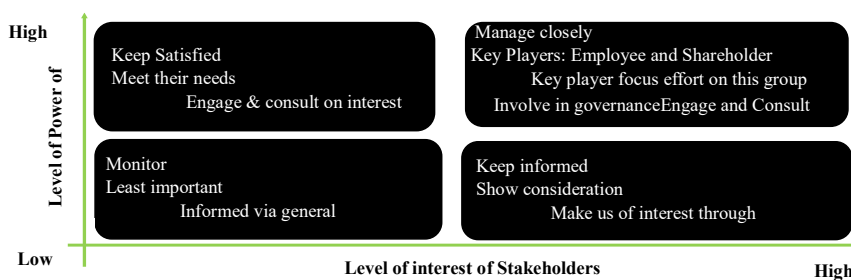 High
Level of Power of
Keep Satisfied
Meet their needs
Engage & consult on interest
Manage closely
Key Players: Employee and Shareholder
Key player focus effort on this group
Involve in governanceEngage and Consult
Monitor
Least important
Informed via general
Keep informed
Show consideration
Make us of interest through
Low
Level of interest of Stakeholders
High